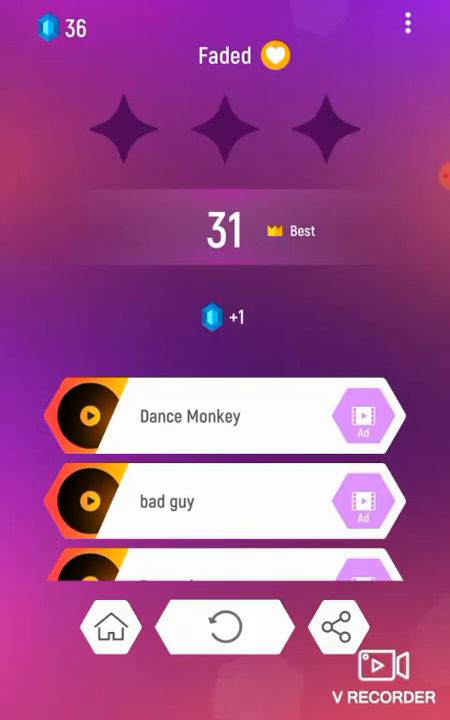 36
Faded
31
Best
+1
Dance Monkey
Ad
bad guy
Ad
V RECORDER